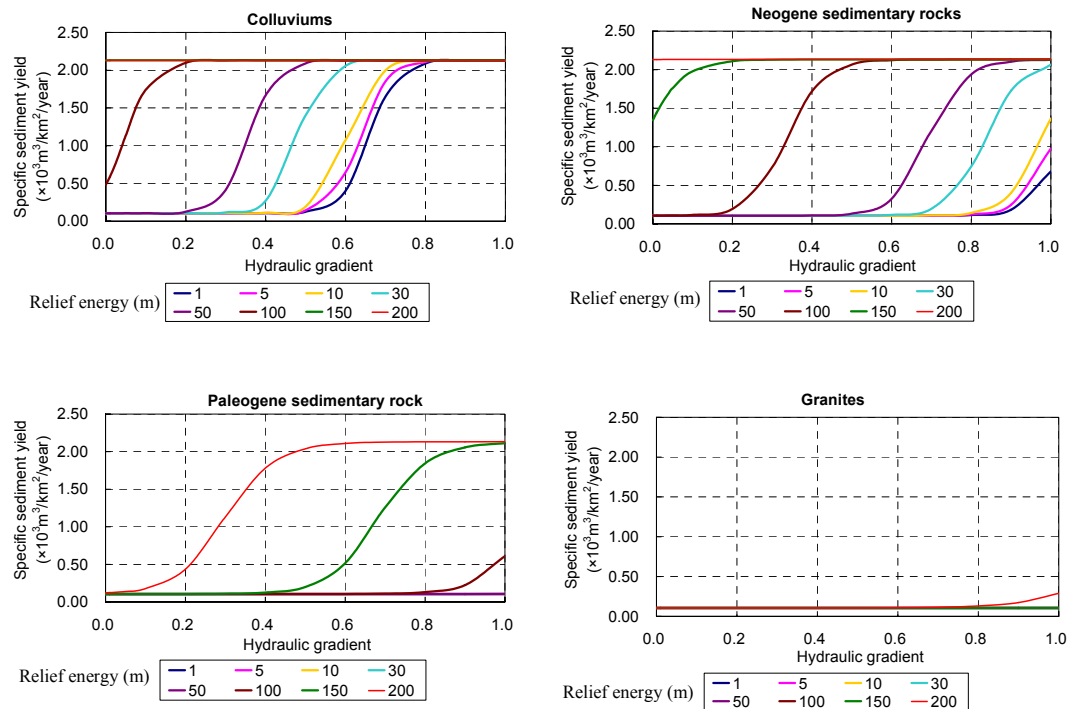 Colluviums
Specific sediment yield
(×10³m³/km²/year)
2.50
2.00
1.50
1.00
0.50
0.00
0.0 0.2 0.4 0.6 0.8 1.0
Hydraulic gradient
Relief energy (m)
1 5 10 30
50 100 150 200
Neogene sedimentary rocks
Specific sediment yield
(×10³m³/km²/year)
2.50
2.00
1.50
1.00
0.50
0.00
0.0 0.2 0.4 0.6 0.8 1.0
Hydraulic gradient
Relief energy (m)
1 5 10 30
50 100 150 200
Paleogene sedimentary rock
Specific sediment yield
(×10³m³/km²/year)
2.50
2.00
1.50
1.00
0.50
0.00
0.0 0.2 0.4 0.6 0.8 1.0
Hydraulic gradient
Relief energy (m)
1 5 10 30
50 100 150 200
Granites
Specific sediment yield
(×10³m³/km²/year)
2.50
2.00
1.50
1.00
0.50
0.00
0.0 0.2 0.4 0.6 0.8 1.0
Hydraulic gradient
Relief energy (m)
1 5 10 30
50 100 150 200